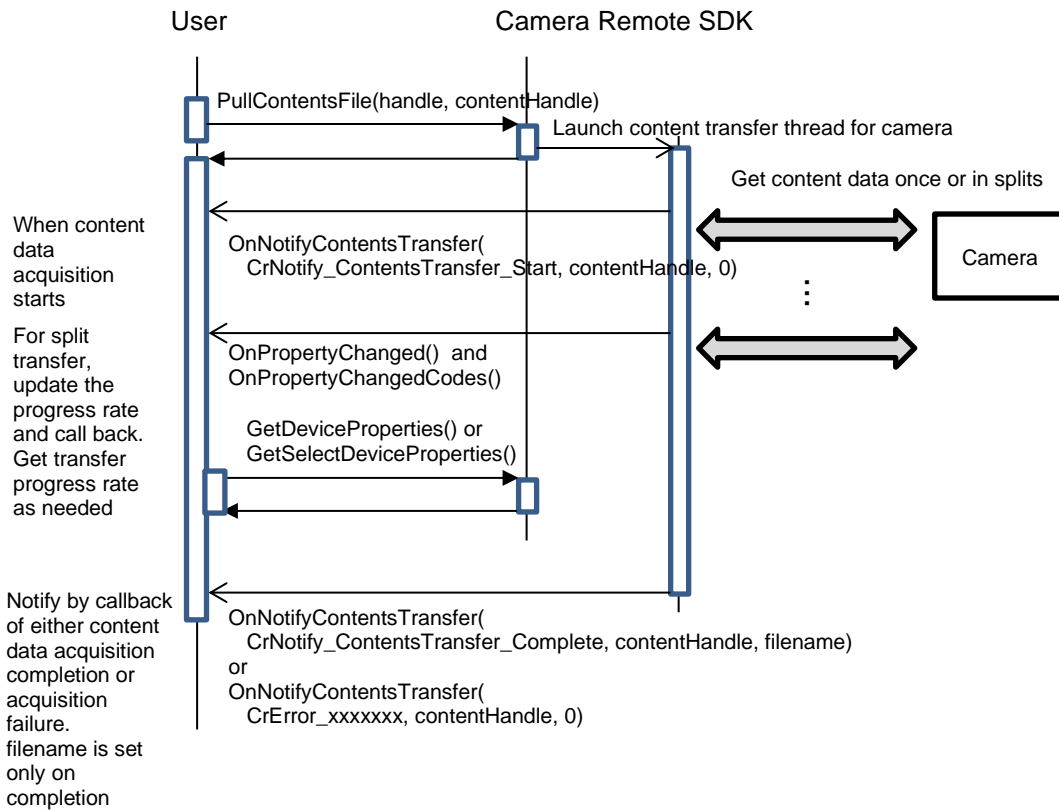 User
Camera Remote SDK
PullContentsFile(handle, contentHandle)
Launch content transfer thread for camera
Get content data once or in splits
Camera
When content
data
acquisition
starts
OnNotifyContentsTransfer(
CrNotify_ContentsTransfer_Start, contentHandle, 0)
⋮
For split
transfer,
update the
progress rate
and call back.
Get transfer
progress rate
as needed
OnPropertyChanged() and
OnPropertyChangedCodes()
GetDeviceProperties() or
GetSelectDeviceProperties()
Notify by callback
of either content
data acquisition
completion or
acquisition
failure.
filename is set
only on
completion
OnNotifyContentsTransfer(
CrNotify_ContentsTransfer_Complete, contentHandle, filename)
or
OnNotifyContentsTransfer(
CrError_xxxxxxx, contentHandle, 0)